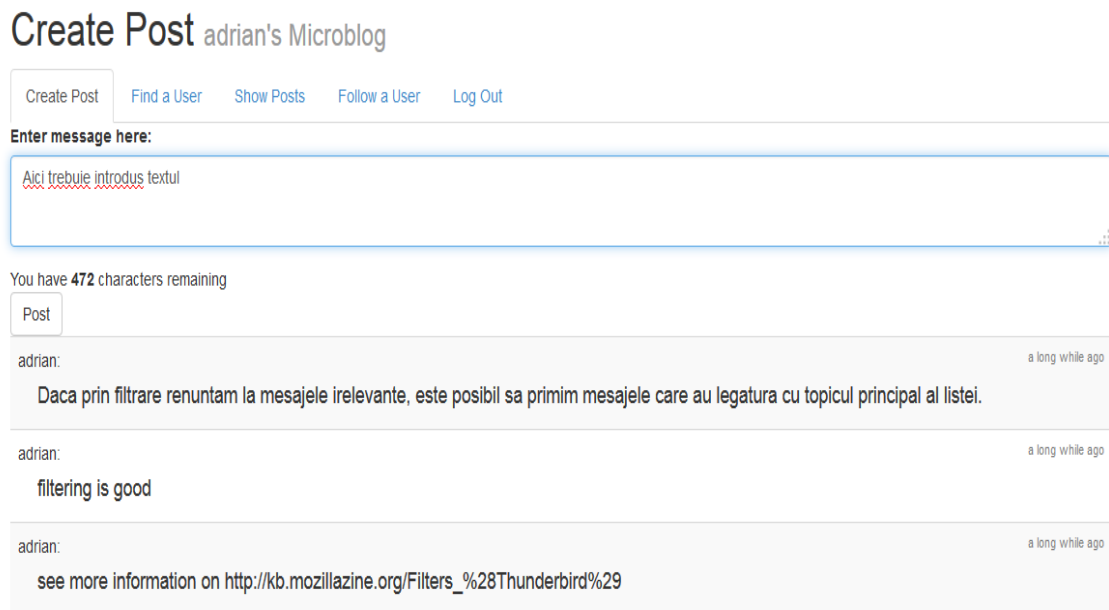 Create Post adrian's Microblog
Create Post Find a User Show Posts Follow a User Log Out
Enter message here:
Aici trebuie introdus textul
You have 472 characters remaining
Post
adrian: a long while ago
Daca prin filtrare renuntam la mesajele irelevante, este posibil sa primim mesajele care au legatura cu topicul principal al listei.
adrian: a long while ago
filtering is good
adrian: a long while ago
see more information on http://kb.mozillazine.org/Filters_%28Thunderbird%29